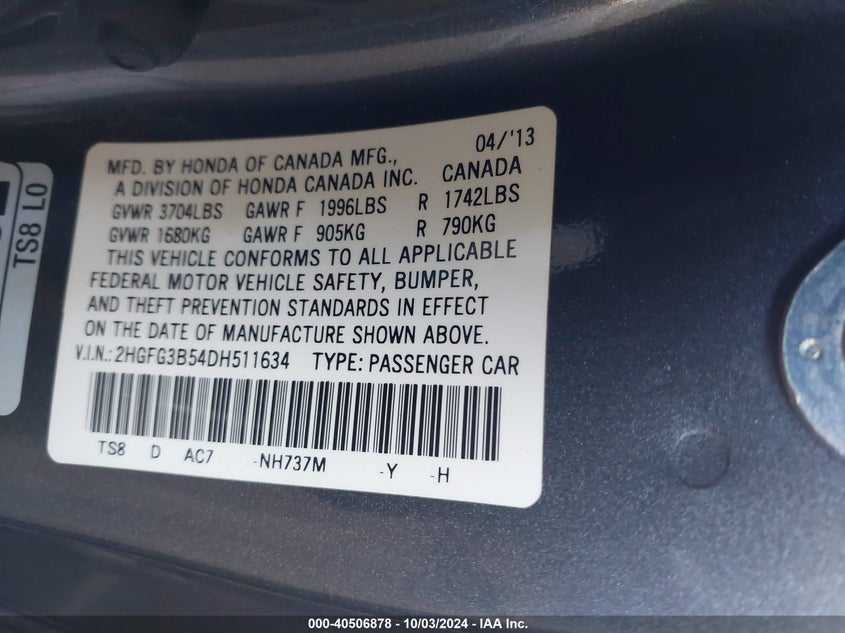 TS8 LO
04/'13
MFD. BY HONDA OF CANADA MFG.,
A DIVISION OF HONDA CANADA INC. CANADA
GVWR 3704LBS GAWR F 1996LBS R 1742LBS
GVWR 1680KG GAWR F 905KG R 790KG
THIS VEHICLE CONFORMS TO ALL APPLICABLE
FEDERAL MOTOR VEHICLE SAFETY, BUMPER,
AND THEFT PREVENTION STANDARDS IN EFFECT
ON THE DATE OF MANUFACTURE SHOWN ABOVE.
V.I.N.: 2HGFG3B54DH511634 TYPE: PASSENGER CAR
TS8 D AC7 -NH737M -Y -H
000-40506878 - 10/03/2024 - IAA Inc.